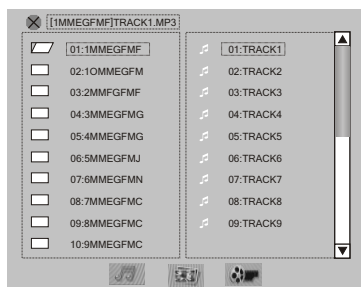 [1MMEGFMF]TRACK1.MP3
01:1MMEGFMF
02:1OMMEGFM
03:2MMFGFMF
04:3MMEGFMG
05:4MMEGFMG
06:5MMEGFMJ
07:6MMEGFMN
08:7MMEGFMC
09:8MMEGFMC
10:9MMEGFMC
01:TRACK1
02:TRACK2
03:TRACK3
04:TRACK4
05:TRACK5
06:TRACK6
07:TRACK7
08:TRACK8
09:TRACK9